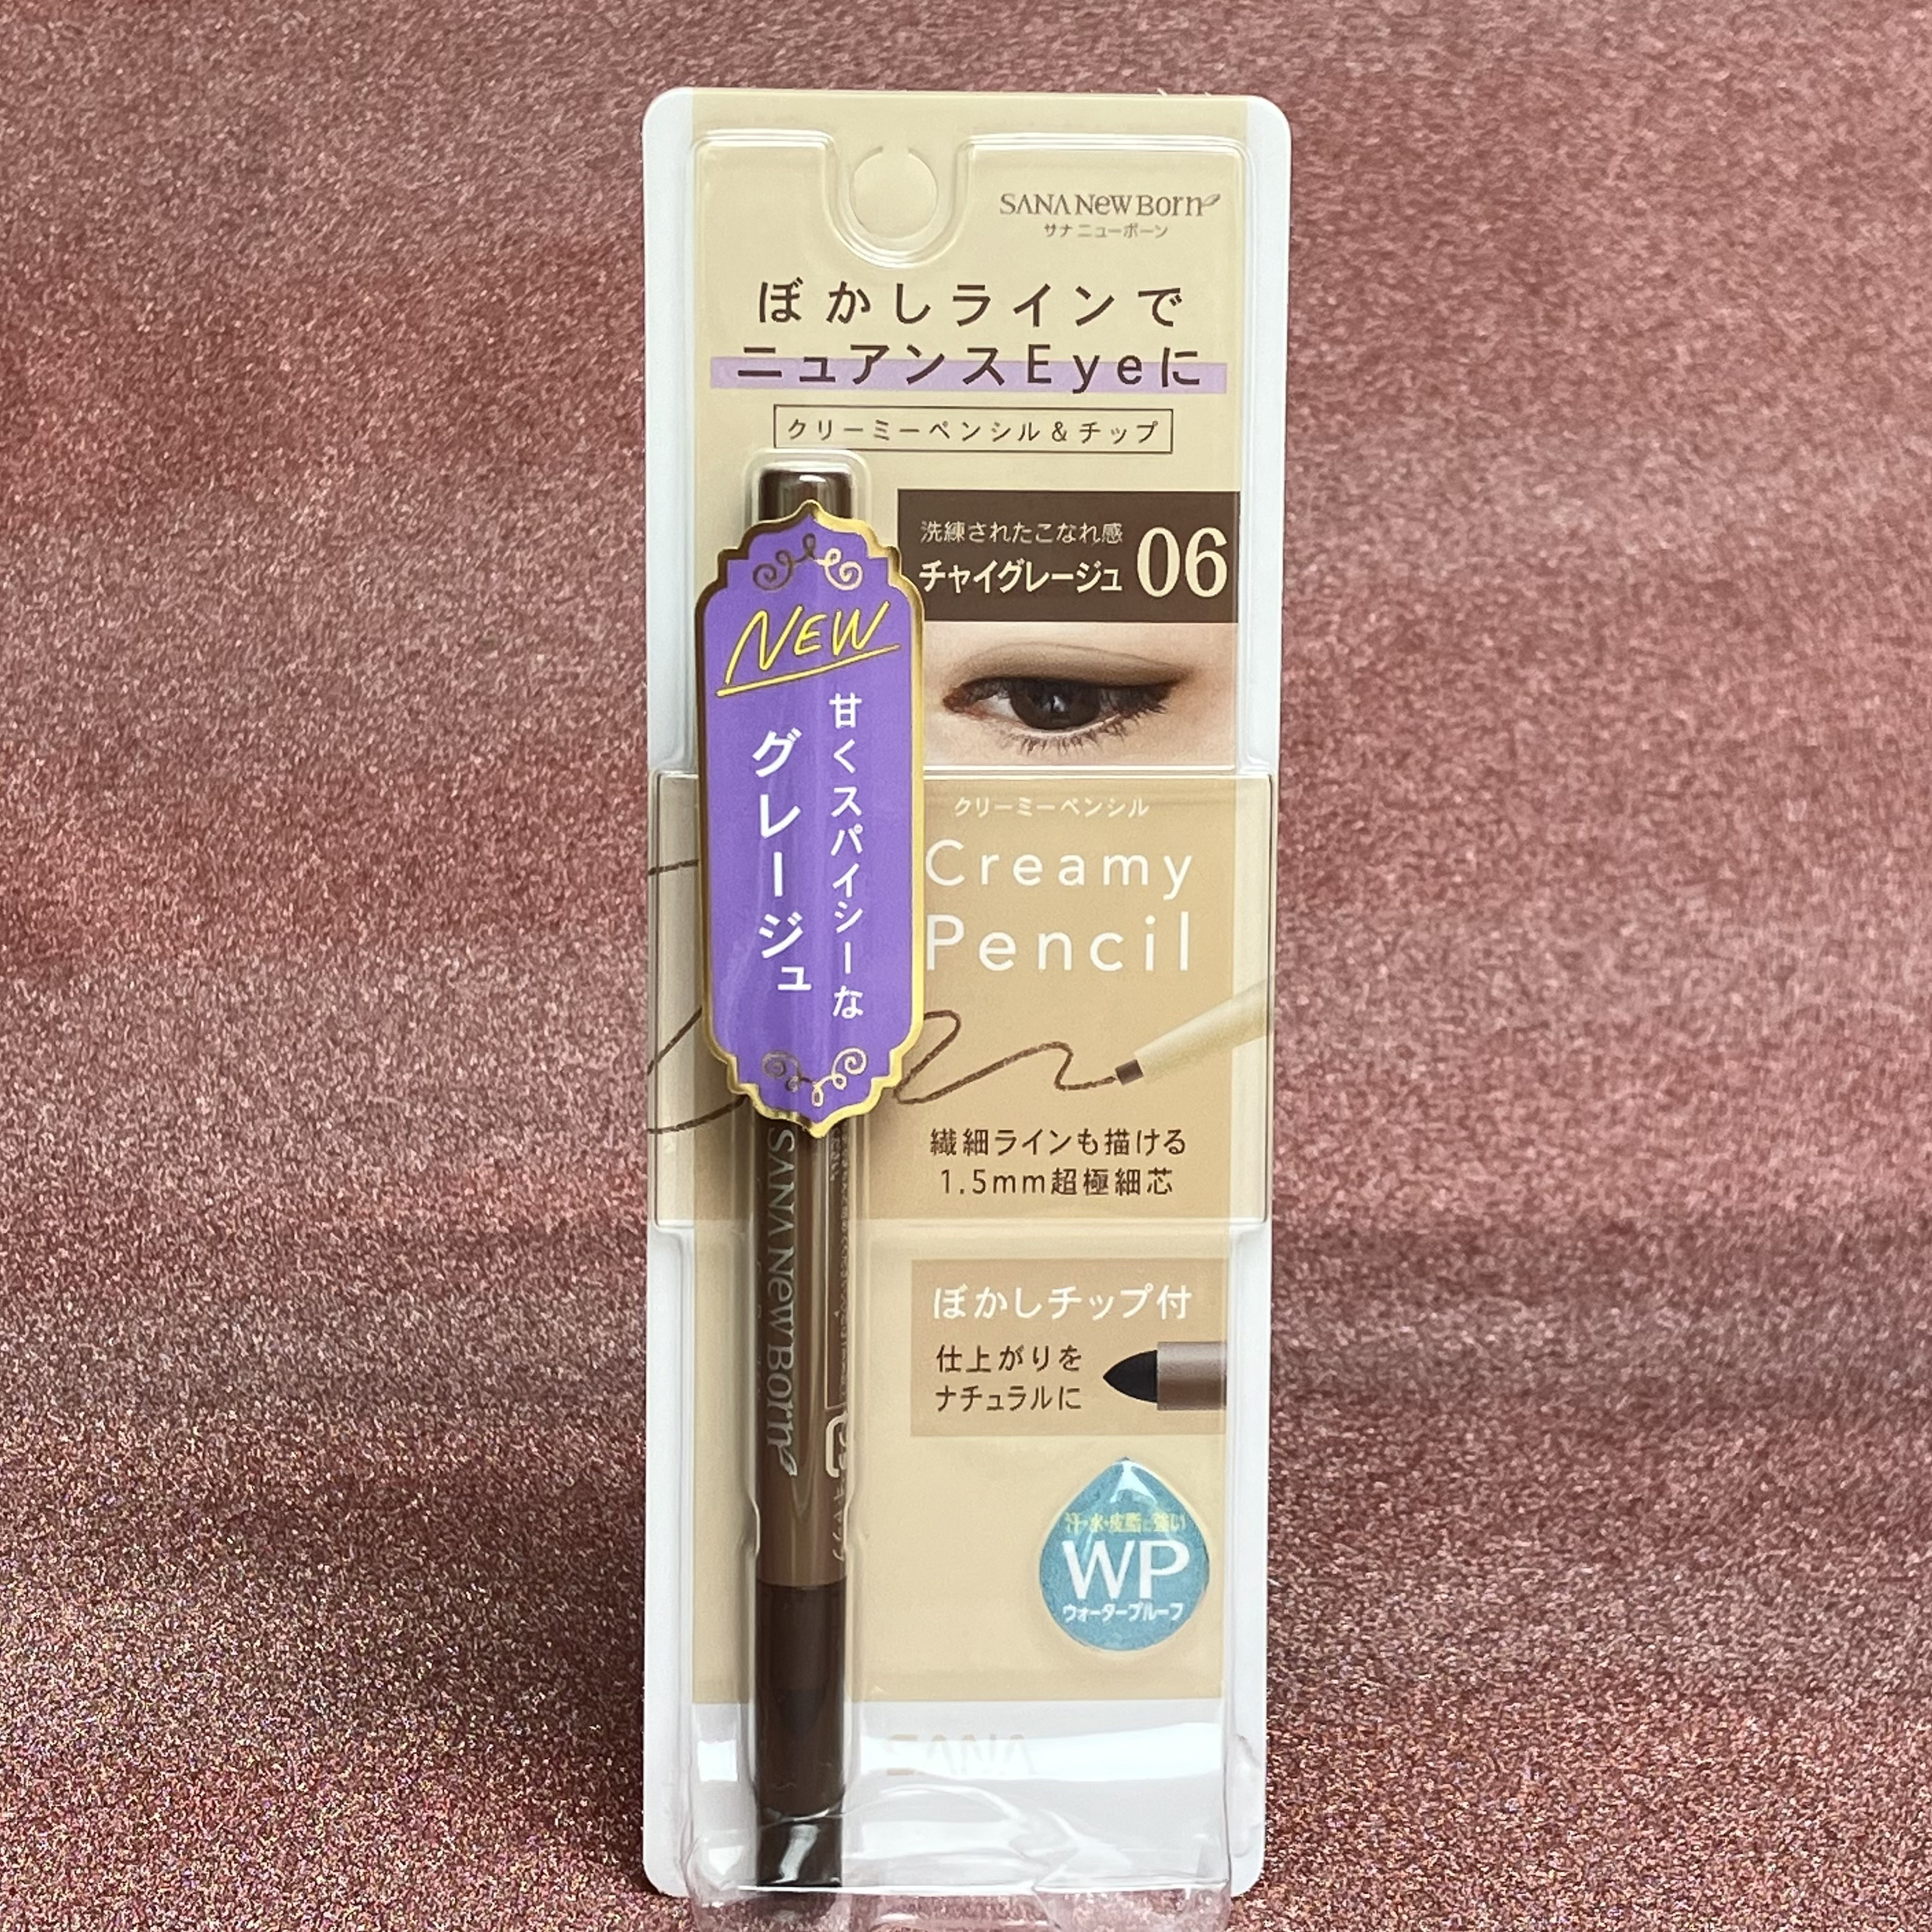 SANA New Born
サナ ニューボーン
ぼかしラインで
ニュアンスEyeに
クリーミーペンシル&チップ
洗練されたこなれ感
チャイグレージュ
06
NEW
甘くスパイシーな
グレージュ
クリーミーペンシル
Creamy
Pencil
繊細ラインも描ける
1.5mm超極細芯
SANA New Born
ぼかしチップ付
仕上がりを
ナチュラルに
汗・水・皮脂に強い
WP
ウォータープルーフ
SANA